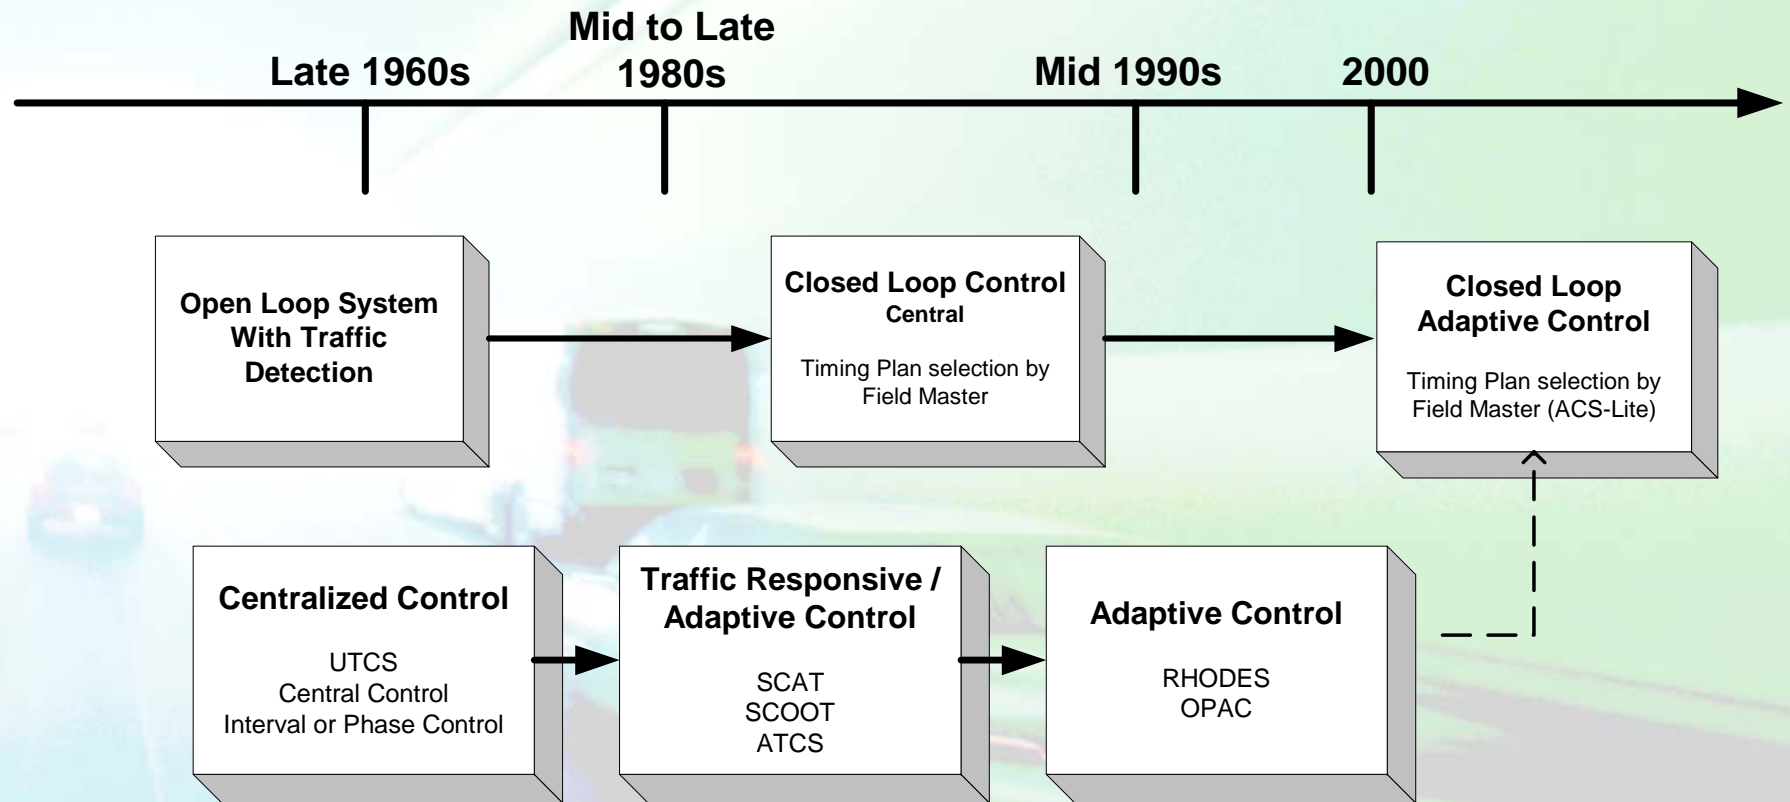 Late 1960s
Mid to Late
1980s
Mid 1990s
2000
Open Loop System
With Traffic
Detection
Closed Loop Control
Central
Timing Plan selection by
Field Master
Closed Loop
Adaptive Control
Timing Plan selection by
Field Master (ACS-Lite)
Centralized Control
UTCS
Central Control
Interval or Phase Control
Traffic Responsive /
Adaptive Control
SCAT
SCOOT
ATCS
Adaptive Control
RHODES
OPAC